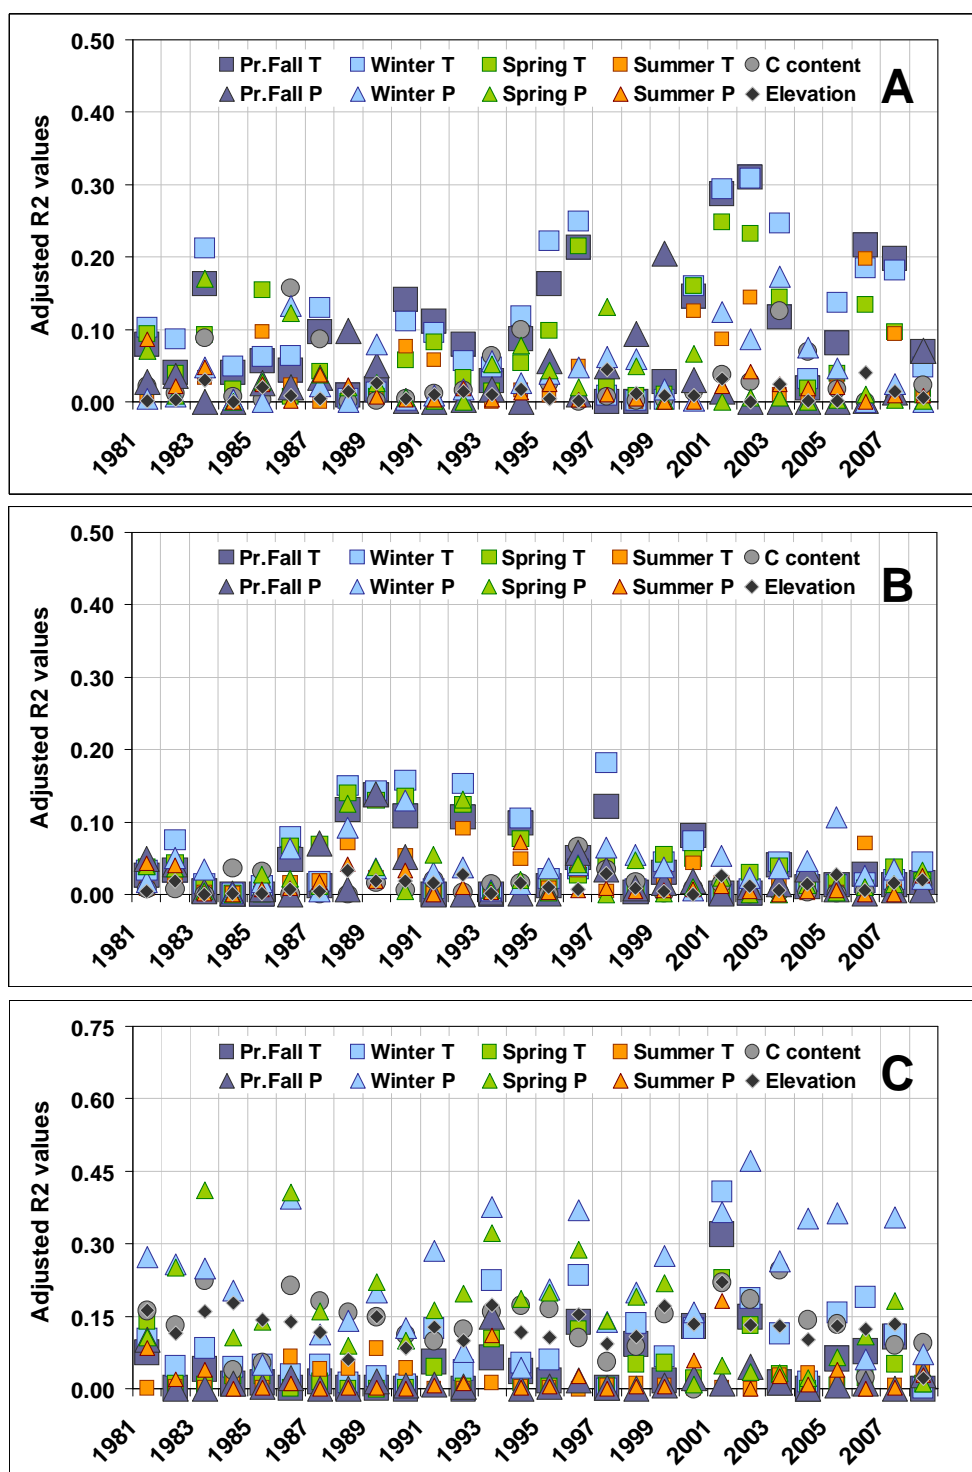 0.50
Pr.Fall T Winter T Spring T Summer T C content
Pr.Fall P Winter P Spring P Summer P Elevation
A
0.40
0.30
0.20
0.10
0.00
Adjusted R2 values
1981 1983 1985 1987 1989 1991 1993 1995 1997 1999 2001 2003 2005 2007
0.50
Pr.Fall T Winter T Spring T Summer T C content
Pr.Fall P Winter P Spring P Summer P Elevation
B
0.40
0.30
0.20
0.10
0.00
Adjusted R2 values
1981 1983 1985 1987 1989 1991 1993 1995 1997 1999 2001 2003 2005 2007
0.75
Pr.Fall T Winter T Spring T Summer T C content
Pr.Fall P Winter P Spring P Summer P Elevation
C
0.60
0.45
0.30
0.15
0.00
Adjusted R2 values
1981 1983 1985 1987 1989 1991 1993 1995 1997 1999 2001 2003 2005 2007